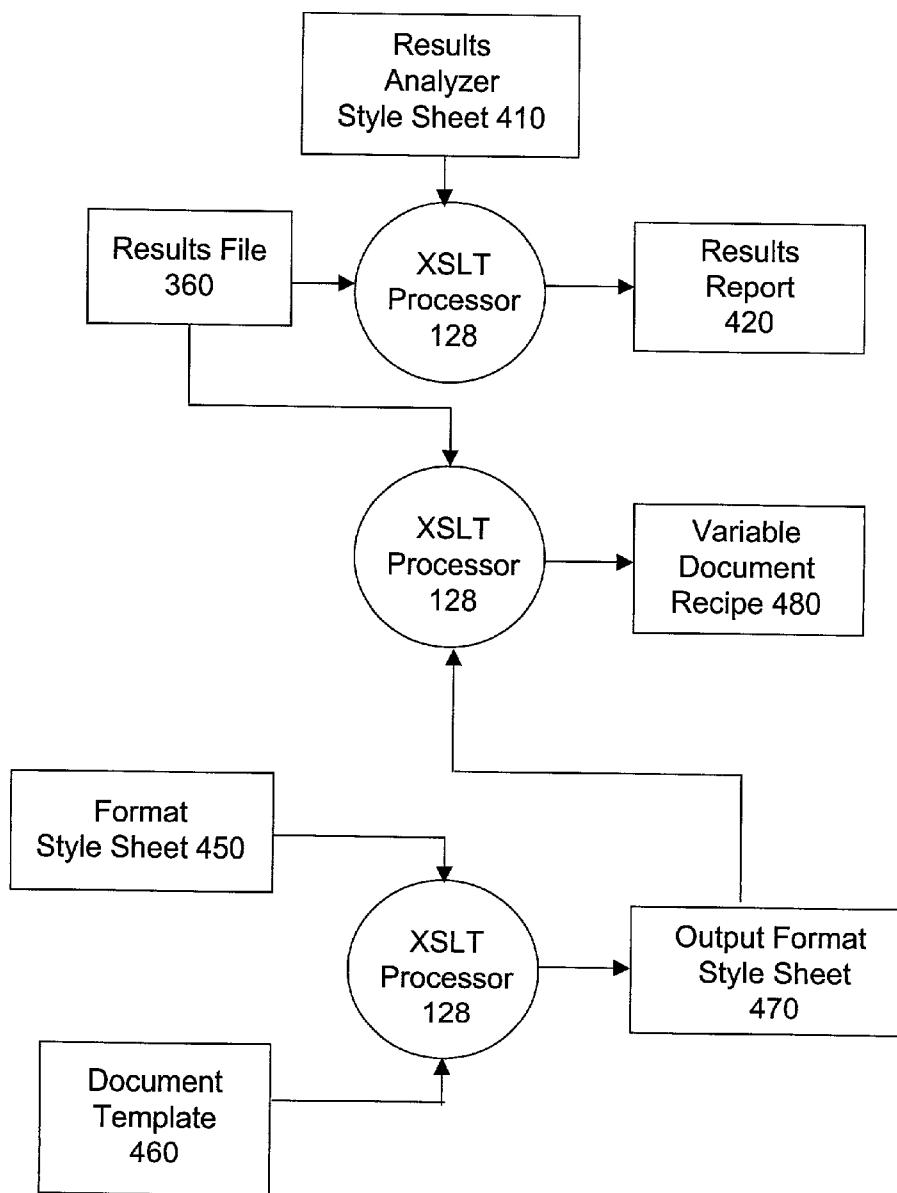 Results
Analyzer
Style Sheet 410
Results File
360
XSLT
Processor
128
Results
Report
420
XSLT
Processor
128
Variable
Document
Recipe 480
Format
Style Sheet 450
XSLT
Processor
128
Output Format
Style Sheet
470
Document
Template
460